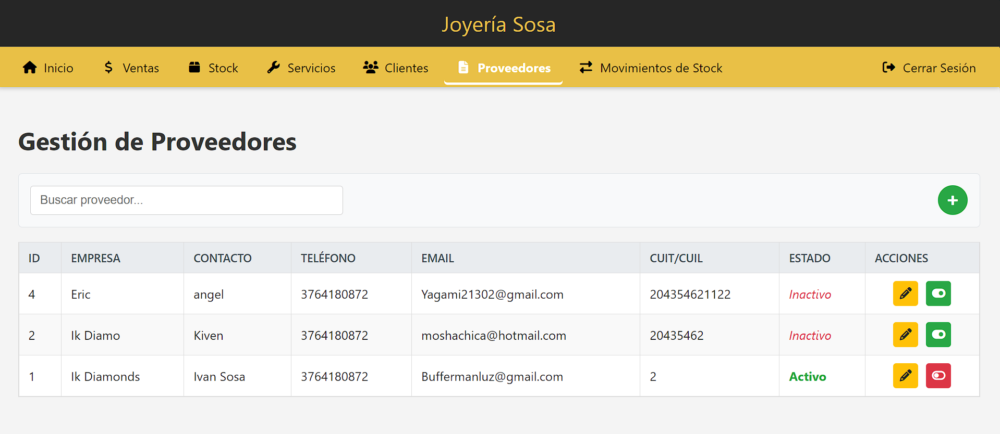 Joyería Sosa
Inicio Ventas Stock Servicios Clientes Proveedores Movimientos de Stock Cerrar Sesión
Gestión de Proveedores
Buscar proveedor...
ID EMPRESA CONTACTO TELÉFONO EMAIL CUIT/CUIL ESTADO ACCIONES
4 Eric angel 3764180872 Yagami21302@gmail.com 204354621122 Inactivo
2 Ik Diamo Kiven 3764180872 moshachica@hotmail.com 20435462 Inactivo
1 Ik Diamonds Ivan Sosa 3764180872 Buffermanluz@gmail.com 2 Activo